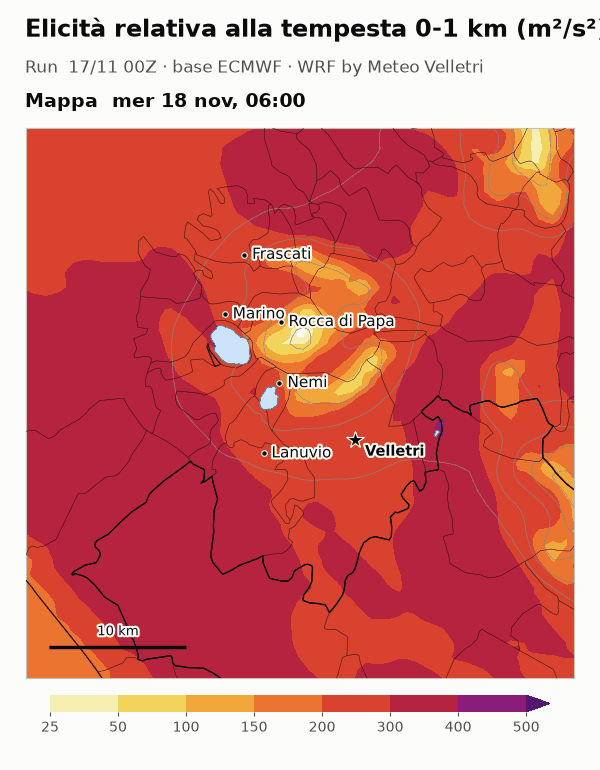 Elicità relativa alla tempesta 0-1 km (m²/s²)
Run  17/11 00Z · base ECMWF · WRF by Meteo Velletri
Mappa  mer 18 nov, 06:00
Frascati
Marino
Rocca di Papa
Nemi
Velletri
Lanuvio
10 km
25 50 100 150 200 300 400 500